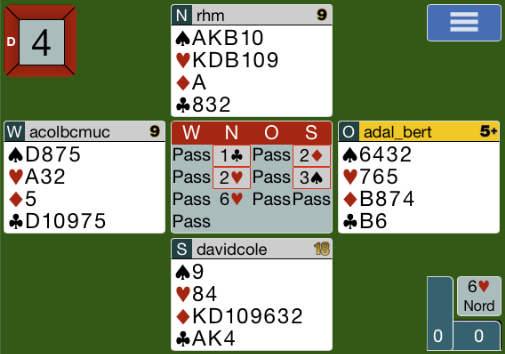 D 4
N rhm 9
♠AKB10
♥KDB109
♦A
♣832
W acolbcmuc 9
♠D875
♥A32
♦5
♣D10975
W N O S
Pass 1♣ Pass 2♦
Pass 2♥ Pass 3♠
Pass 6♥ Pass Pass
Pass
O adal_bert 5+
♠6432
♥765
♦B874
♣B6
S davidcole 18
♠9
♥84
♦KD109632
♣AK4
6♥
Nord
0 0